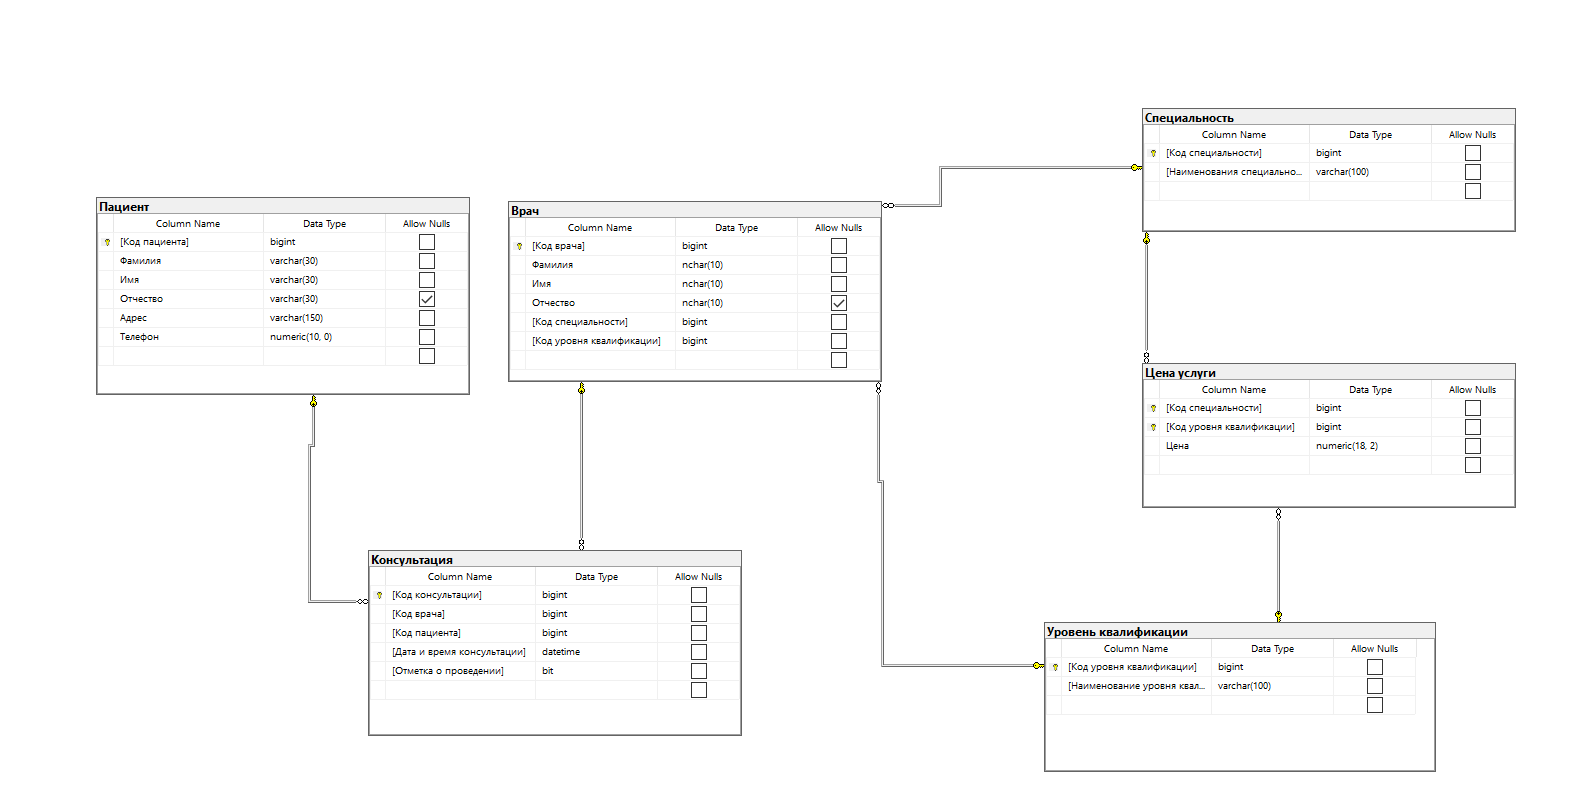 Специальность
Column Name Data Type Allow Nulls
[Код специальности] bigint
[Наименования специально... varchar(100)
Пациент
Column Name Data Type Allow Nulls
[Код пациента] bigint
Фамилия varchar(30)
Имя varchar(30)
Отчество varchar(30)
Адрес varchar(150)
Телефон numeric(10, 0)
Врач
Column Name Data Type Allow Nulls
[Код врача] bigint
Фамилия nchar(10)
Имя nchar(10)
Отчество nchar(10)
[Код специальности] bigint
[Код уровня квалификации] bigint
Цена услуги
Column Name Data Type Allow Nulls
[Код специальности] bigint
[Код уровня квалификации] bigint
Цена numeric(18, 2)
Консультация
Column Name Data Type Allow Nulls
[Код консультации] bigint
[Код врача] bigint
[Код пациента] bigint
[Дата и время консультации] datetime
[Отметка о проведении] bit
Уровень квалификации
Column Name Data Type Allow Nulls
[Код уровня квалификации] bigint
[Наименование уровня квал... varchar(100)